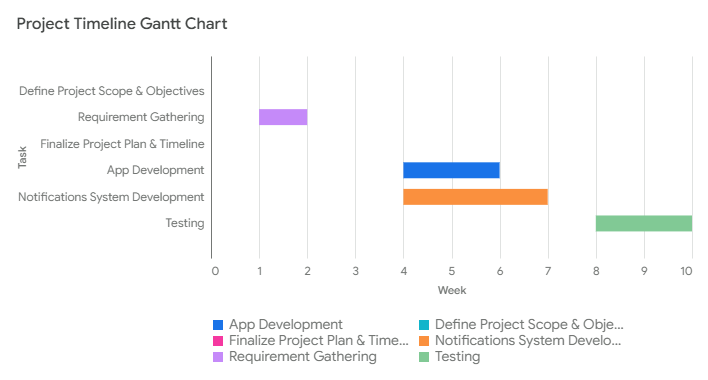 Project Timeline Gantt Chart
Define Project Scope & Objectives
Requirement Gathering
Finalize Project Plan & Timeline
App Development
Notifications System Development
Testing
Task
0 1 2 3 4 5 6 7 8 9 10
Week
App Development Define Project Scope & Obje...
Finalize Project Plan & Time... Notifications System Develo...
Requirement Gathering Testing